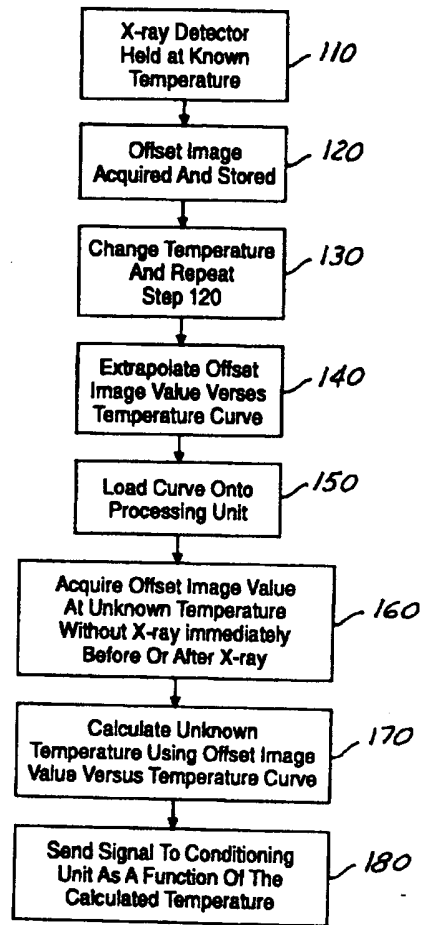 X-ray Detector
Held at Known
Temperature
110
Offset Image
Acquired And Stored
120
Change Temperature
And Repeat
Step 120
130
Extrapolate Offset
Image Value Verses
Temperature Curve
140
Load Curve Onto
Processing Unit
150
Acquire Offset Image Value
At Unknown Temperature
Without X-ray immediately
Before Or After X-ray
160
Calculate Unknown
Temperature Using Offset Image
Value Versus Temperature Curve
170
Send Signal To Conditioning
Unit As A Function Of The
Calculated Temperature
180